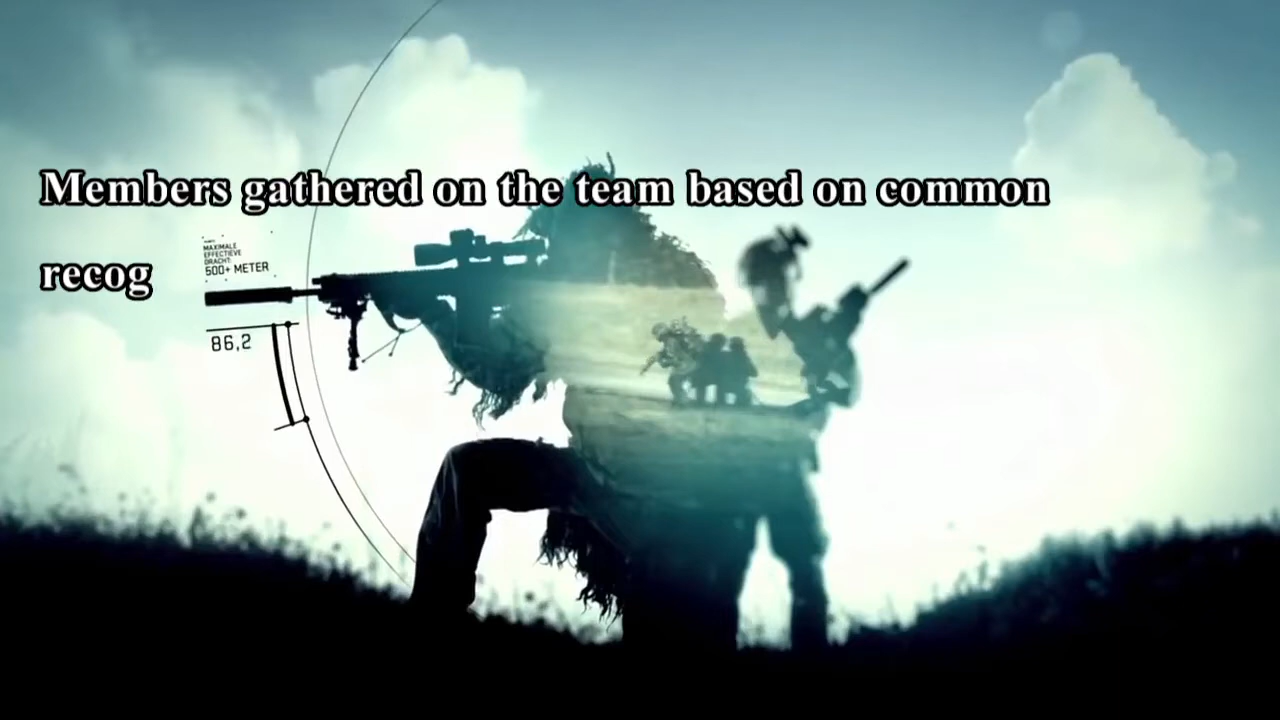 Members gathered on the team based on common
recog
MAXIMALE
EFFECTIEVE
DRACHT:
500+ METER
86,2